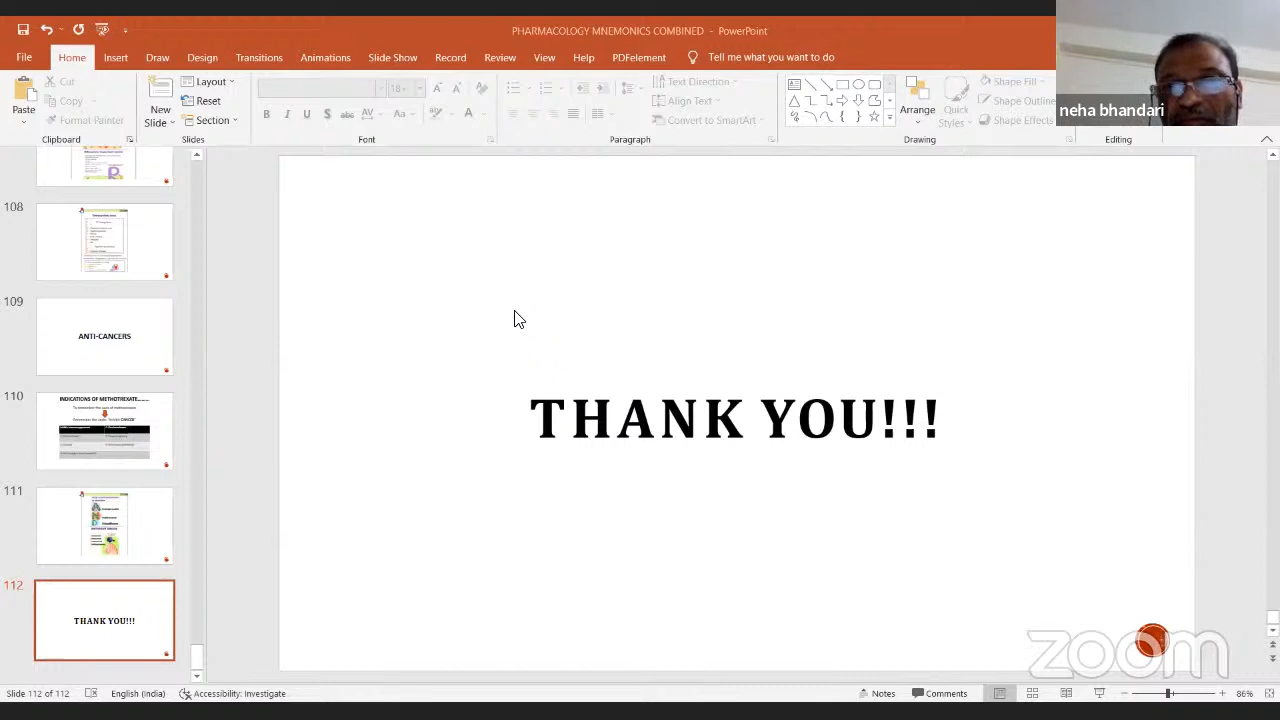 PHARMACOLOGY MNEMONICS COMBINED - PowerPoint
File Home Insert Draw Design Transitions Animations Slide Show Record Review View Help PDFelement Tell me what you want to do
Paste
Cut
Copy
Format Painter
Clipboard
New Slide
Layout
Reset
Section
Slides
18
Font
Text Direction
Align Text
Convert to SmartArt
Paragraph
Arrange
Quick Styles
Shape Fill
Shape Outline
Shape Effects
Drawing
Editing
neha bhandari
108
109
ANTI-CANCERS
110
INDICATIONS OF METHOTREXATE
111
112
THANK YOU!!!
THANK YOU!!!
zoom
Slide 112 of 112 English (India) Accessibility: Investigate Notes Comments 86%